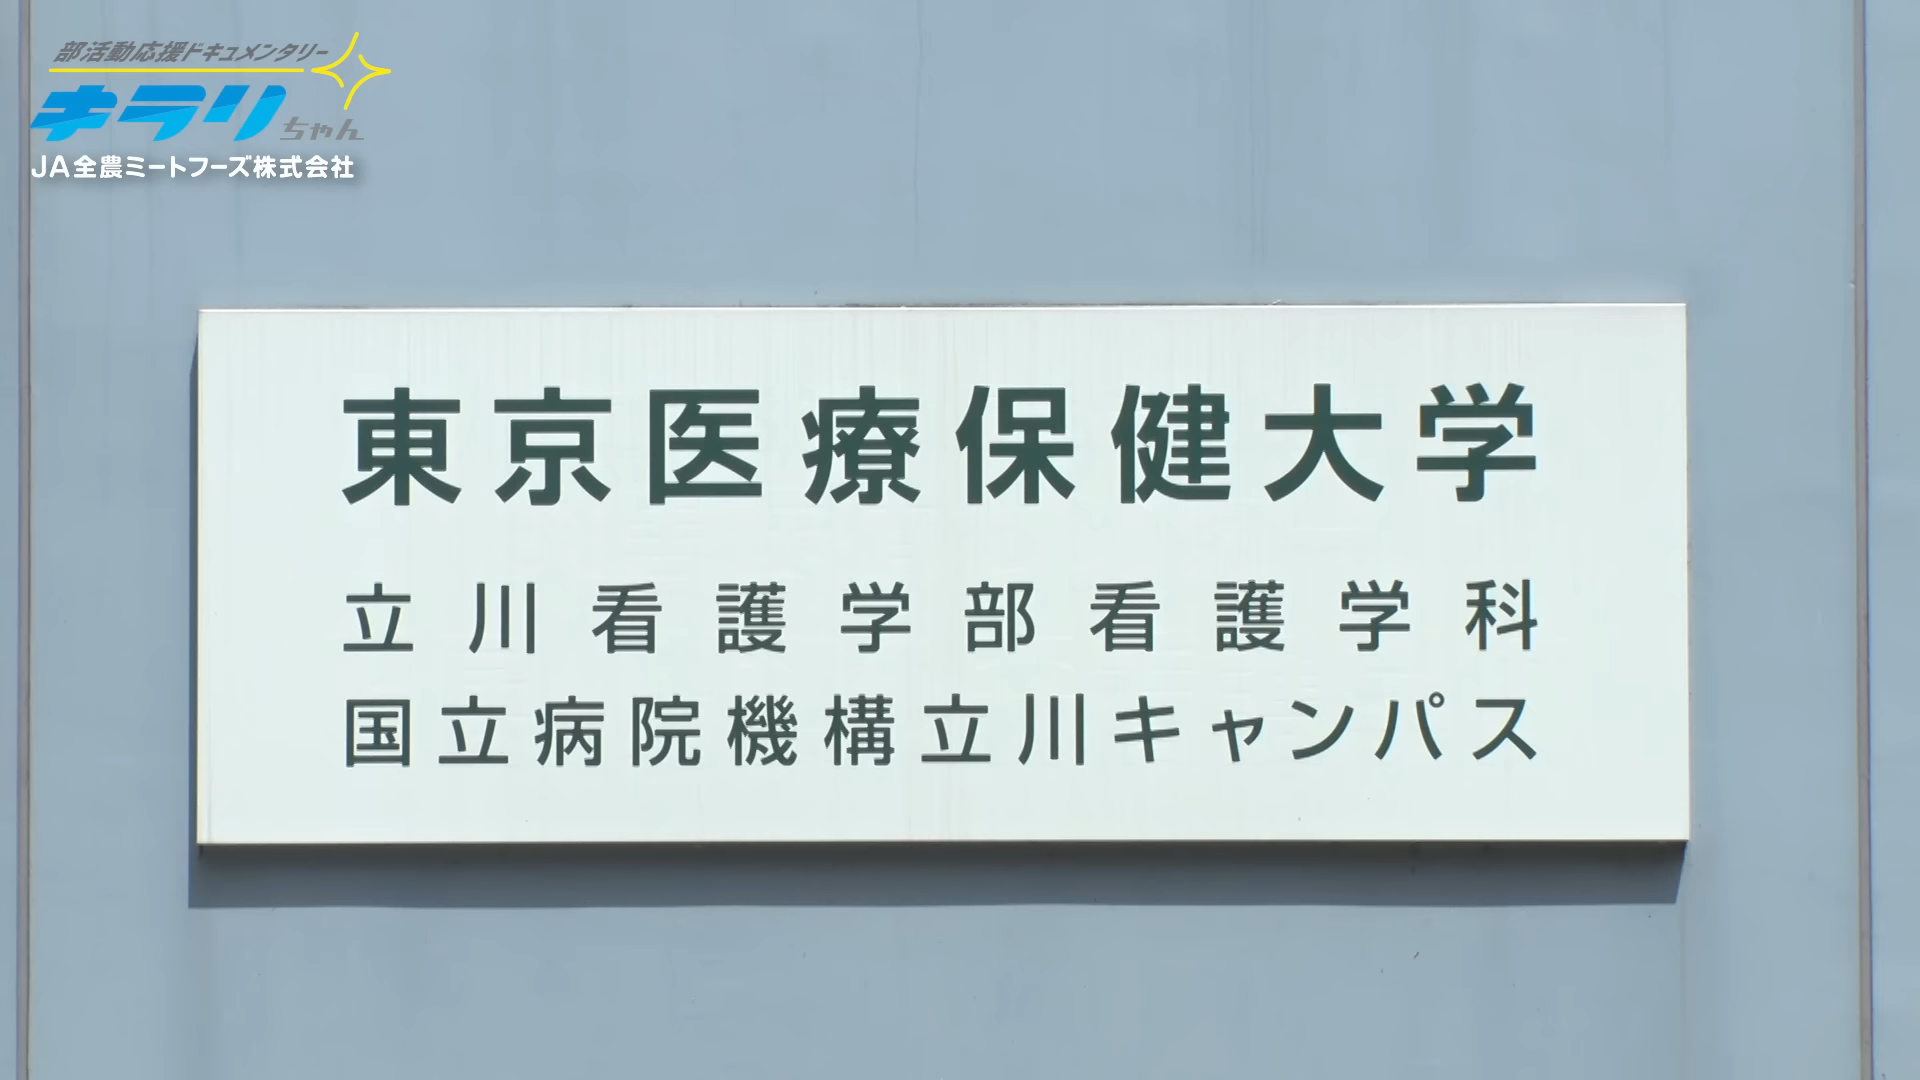 部活動応援ドキュメンタリー
キラリちゃん
JA全農ミートフーズ株式会社
東京医療保健大学
立川看護学部看護学科
国立病院機構立川キャンパス